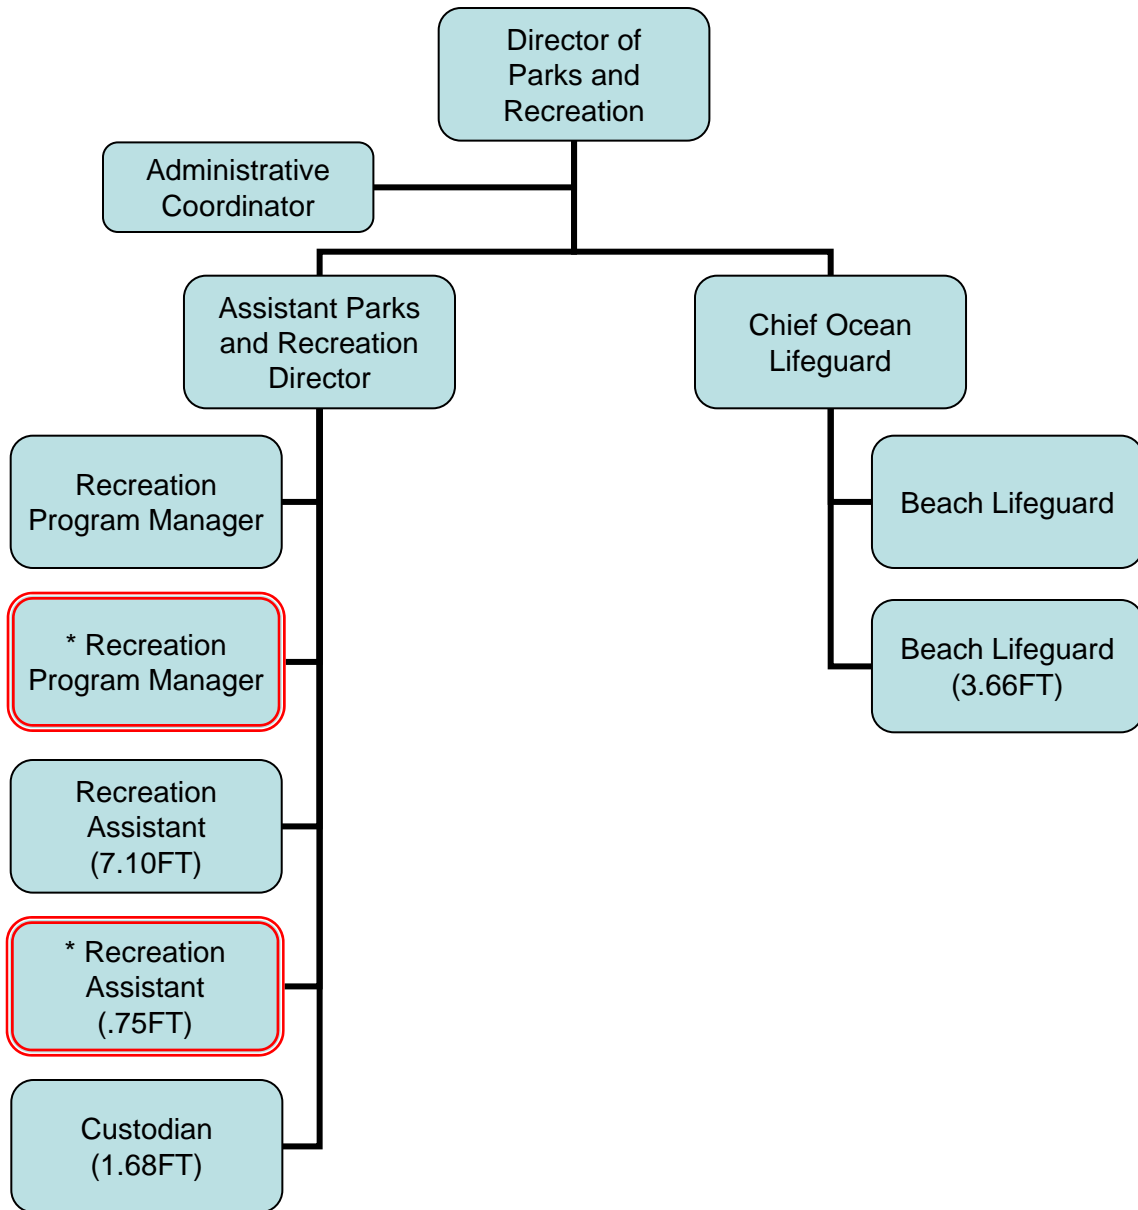 Director of
Parks and
Recreation
Administrative
Coordinator
Assistant Parks
and Recreation
Director
Chief Ocean
Lifeguard
Recreation
Program Manager
* Recreation
Program Manager
Recreation
Assistant
(7.10FT)
* Recreation
Assistant
(.75FT)
Custodian
(1.68FT)
Beach Lifeguard
Beach Lifeguard
(3.66FT)